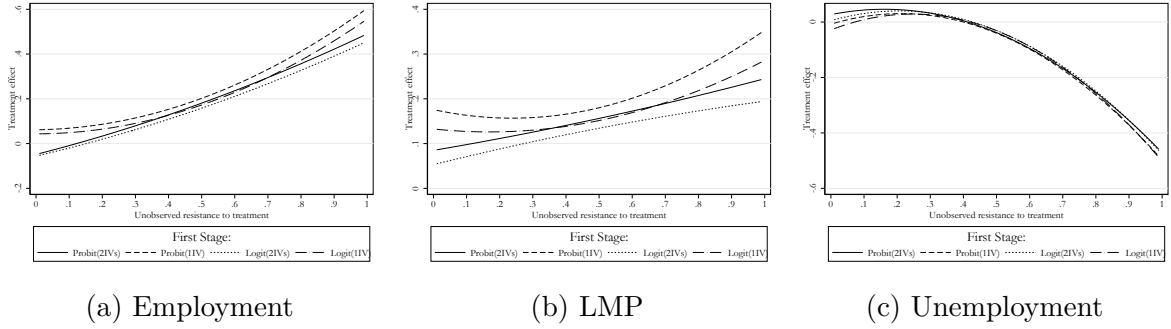 .6
.4
.2
0
-.2
Treatment effect
0 .1 .2 .3 .4 .5 .6 .7 .8 .9 1
Unobserved resistance to treatment
First Stage:
Probit(2IVs) Probit(1IV) Logit(2IVs) Logit(1IV)
(a) Employment
.4
.3
.2
.1
0
Treatment effect
0 .1 .2 .3 .4 .5 .6 .7 .8 .9 1
Unobserved resistance to treatment
First Stage:
Probit(2IVs) Probit(1IV) Logit(2IVs) Logit(1IV)
(b) LMP
0
-.2
-.4
-.6
Treatment effect
0 .1 .2 .3 .4 .5 .6 .7 .8 .9 1
Unobserved resistance to treatment
First Stage:
Probit(2IVs) Probit(1IV) Logit(2IVs) Logit(1IV)
(c) Unemployment